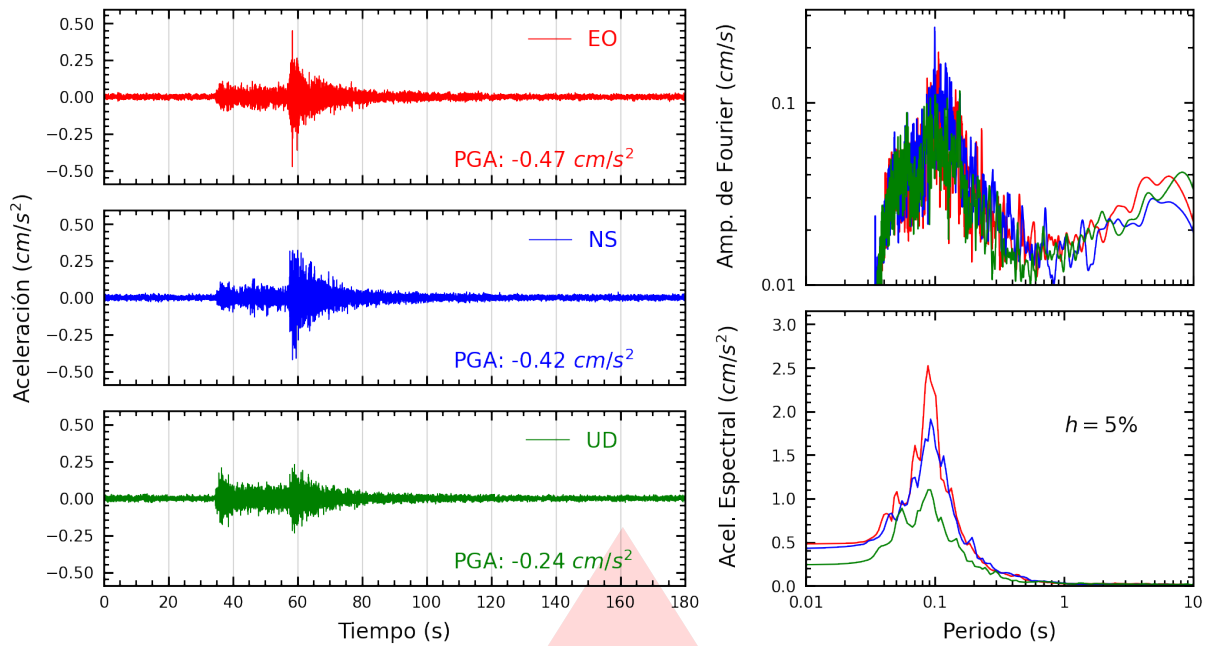 Aceleración (cm/s²)
0.50
0.25
0.00
−0.25
−0.50
EO
PGA: -0.47 cm/s²
0.50
0.25
0.00
−0.25
−0.50
NS
PGA: -0.42 cm/s²
0.50
0.25
0.00
−0.25
−0.50
UD
PGA: -0.24 cm/s²
0 20 40 60 80 100 120 140 160 180
Tiempo (s)
Amp. de Fourier (cm/s)
0.1
0.01
Acel. Espectral (cm/s²)
3.0
2.5
2.0
1.5
1.0
0.5
0.0
h = 5%
0.01 0.1 1 10
Periodo (s)